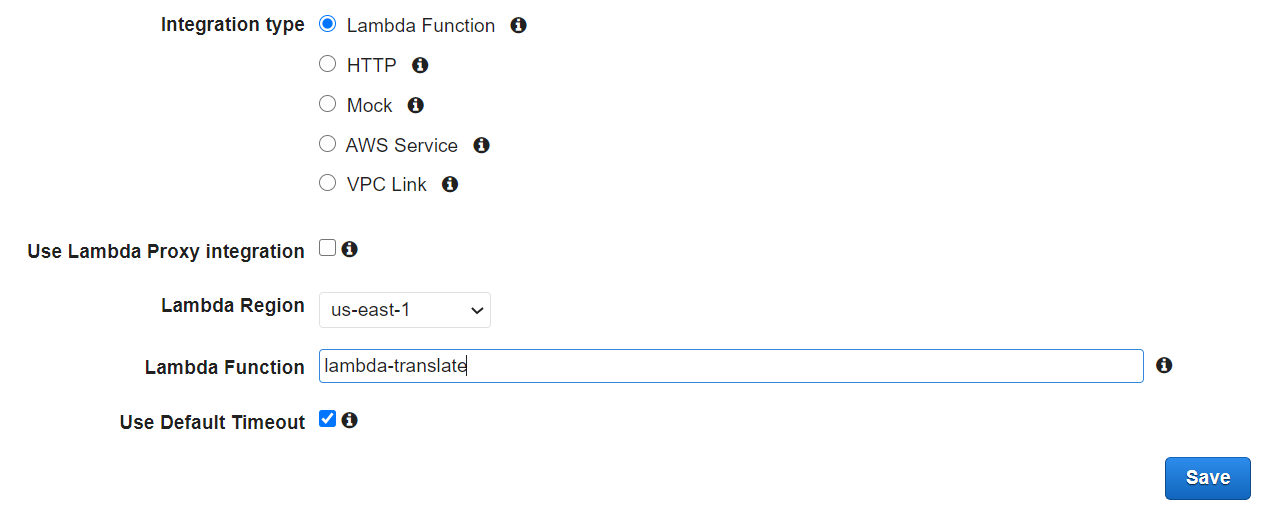 Integration type Lambda Function
HTTP
Mock
AWS Service
VPC Link
Use Lambda Proxy integration
Lambda Region us-east-1
Lambda Function lambda-translate
Use Default Timeout
Save